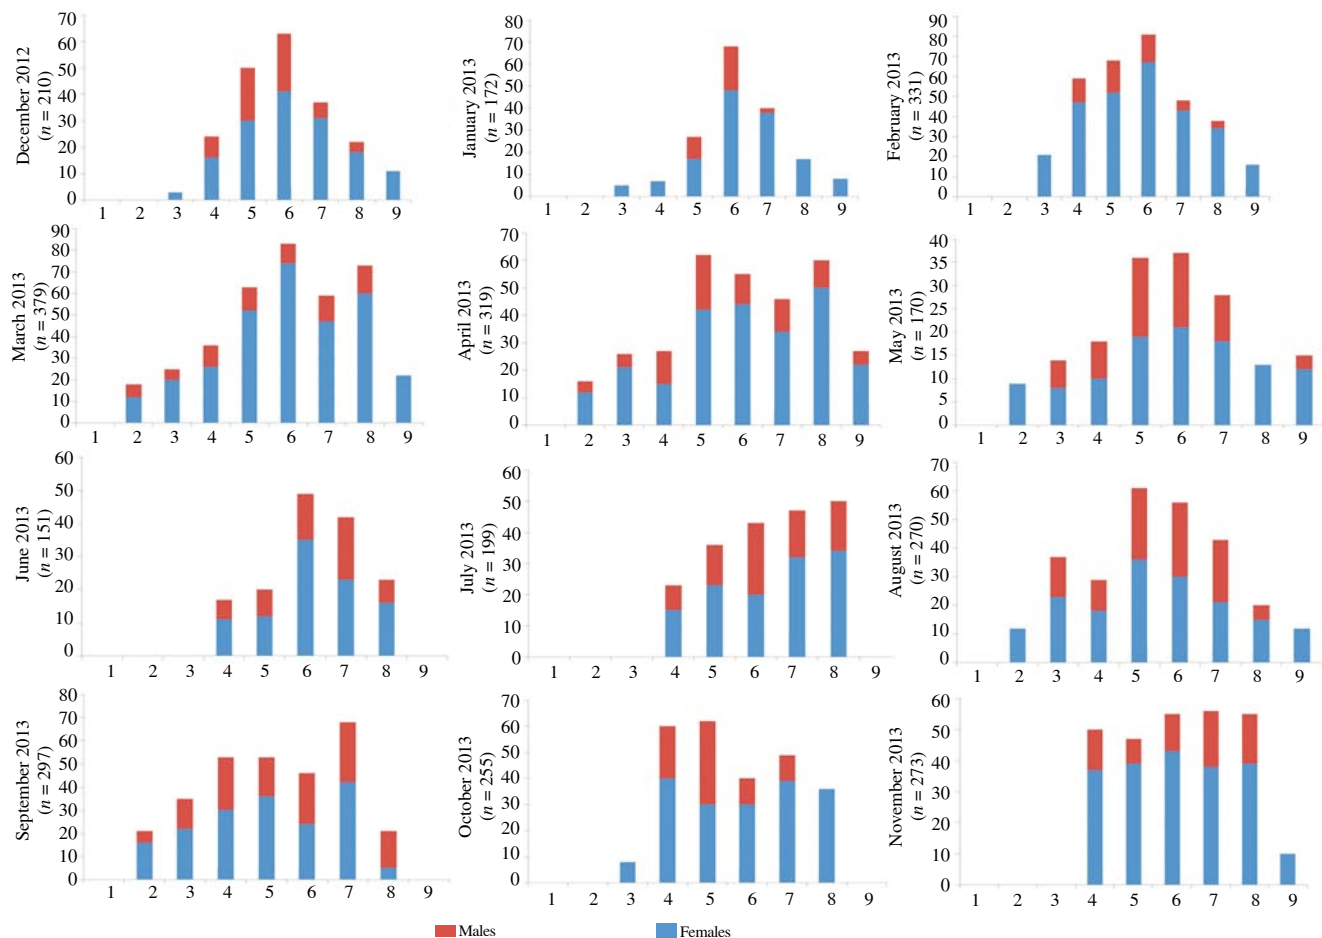 December 2012
(n = 210)
70
60
50
40
30
20
10
0
1 2 3 4 5 6 7 8 9
January 2013
(n = 172)
80
70
60
50
40
30
20
10
0
1 2 3 4 5 6 7 8 9
February 2013
(n = 331)
90
80
70
60
50
40
30
20
10
0
1 2 3 4 5 6 7 8 9
March 2013
(n = 379)
90
80
70
60
50
40
30
20
10
0
1 2 3 4 5 6 7 8 9
April 2013
(n = 319)
70
60
50
40
30
20
10
0
1 2 3 4 5 6 7 8 9
May 2013
(n = 170)
40
35
30
25
20
15
10
5
0
1 2 3 4 5 6 7 8 9
June 2013
(n = 151)
60
50
40
30
20
10
0
1 2 3 4 5 6 7 8 9
July 2013
(n = 199)
60
50
40
30
20
10
0
1 2 3 4 5 6 7 8 9
August 2013
(n = 270)
70
60
50
40
30
20
10
0
1 2 3 4 5 6 7 8 9
September 2013
(n = 297)
80
70
60
50
40
30
20
10
0
1 2 3 4 5 6 7 8 9
October 2013
(n = 255)
70
60
50
40
30
20
10
0
1 2 3 4 5 6 7 8 9
November 2013
(n = 273)
60
50
40
30
20
10
0
1 2 3 4 5 6 7 8 9
Males Females